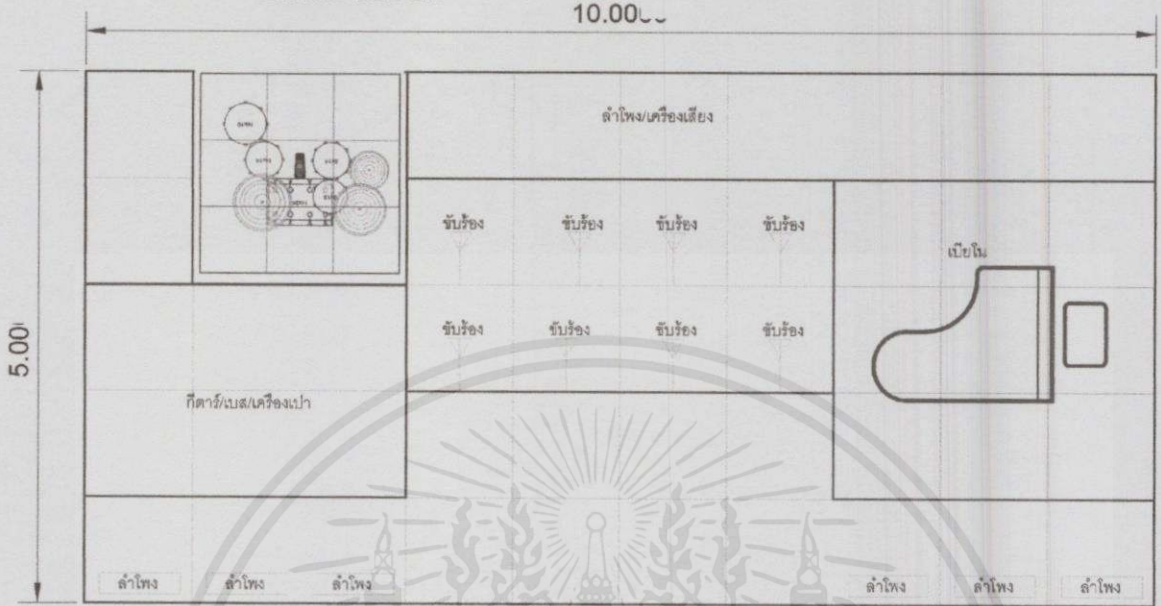 10.00
5.00
ลำโพง/เครื่องเสียง
ขับร้อง ขับร้อง ขับร้อง ขับร้อง
เปียโน
ขับร้อง ขับร้อง ขับร้อง ขับร้อง
กีตาร์/เบส/เครื่องเป่า
ลำโพง ลำโพง ลำโพง ลำโพง ลำโพง ลำโพง